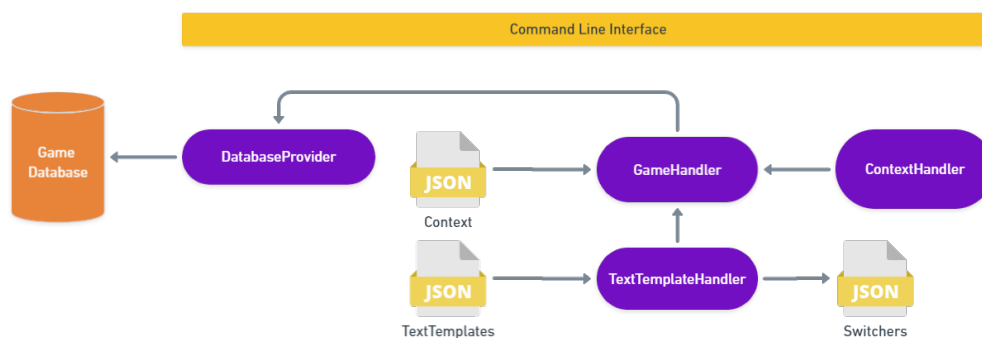 Command Line Interface
Game
Database
DatabaseProvider
JSON
Context
GameHandler
ContextHandler
JSON
TextTemplates
TextTemplateHandler
JSON
Switchers